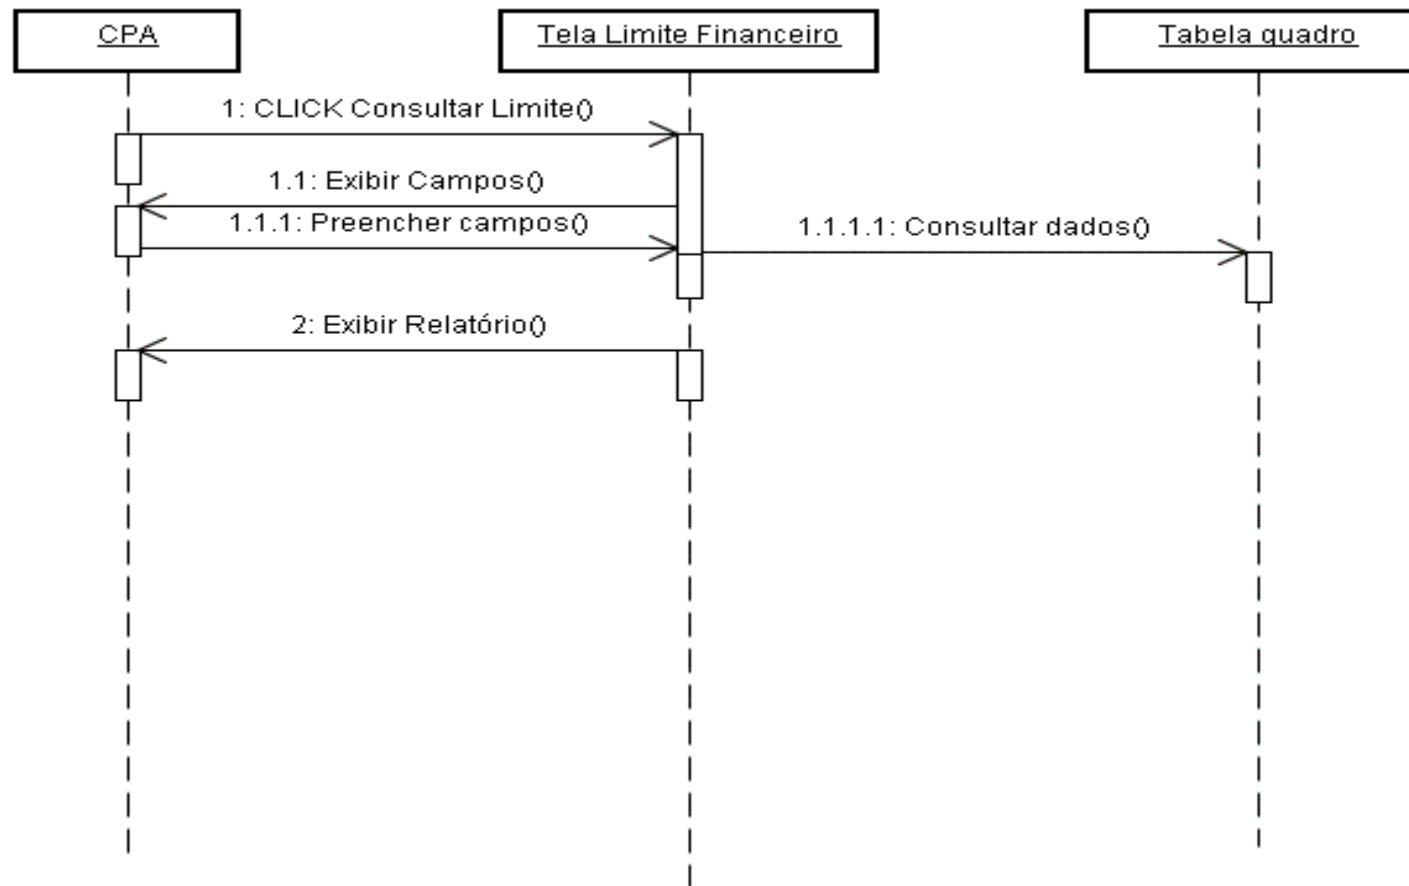 CPA
Tela Limite Financeiro
Tabela quadro
1: CLICK Consultar Limite()
1.1: Exibir Campos()
1.1.1: Preencher campos()
1.1.1.1: Consultar dados()
2: Exibir Relatório()